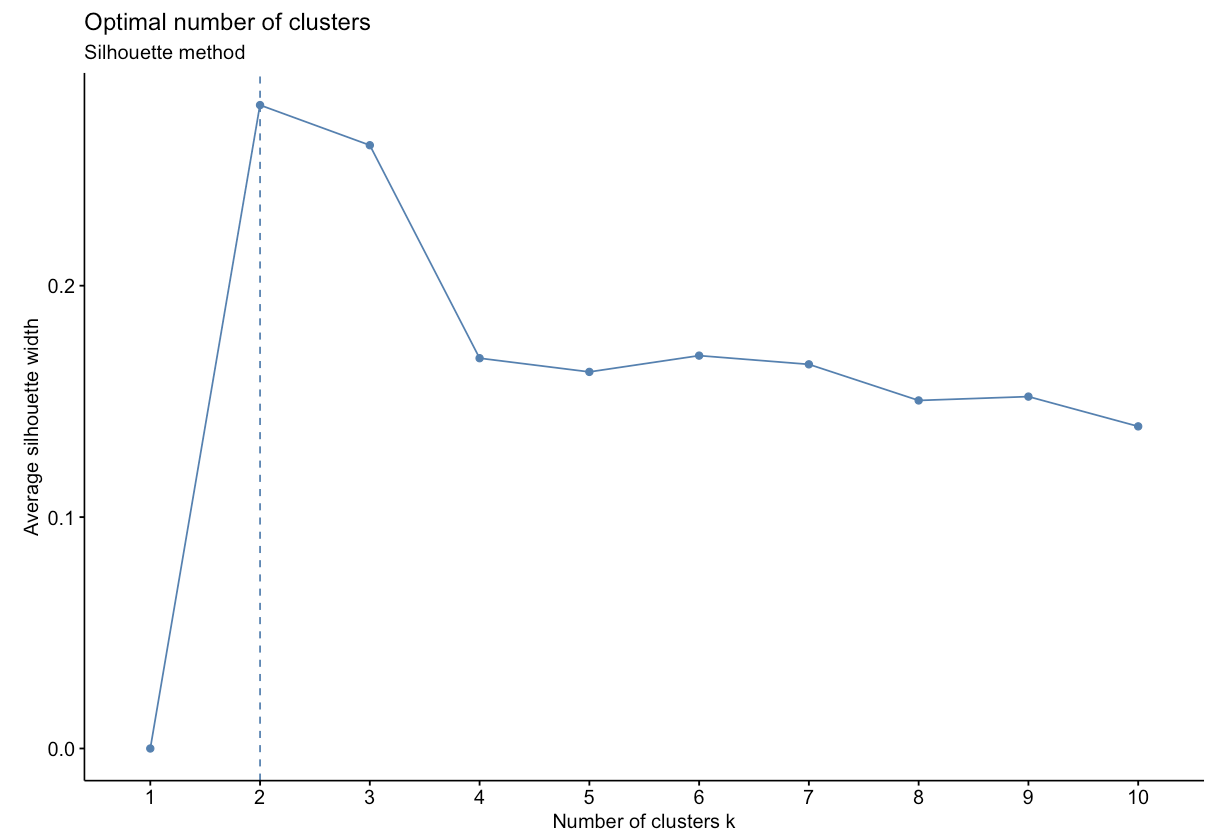 Optimal number of clusters
Silhouette method
Average silhouette width
0.2
0.1
0.0
1 2 3 4 5 6 7 8 9 10
Number of clusters k